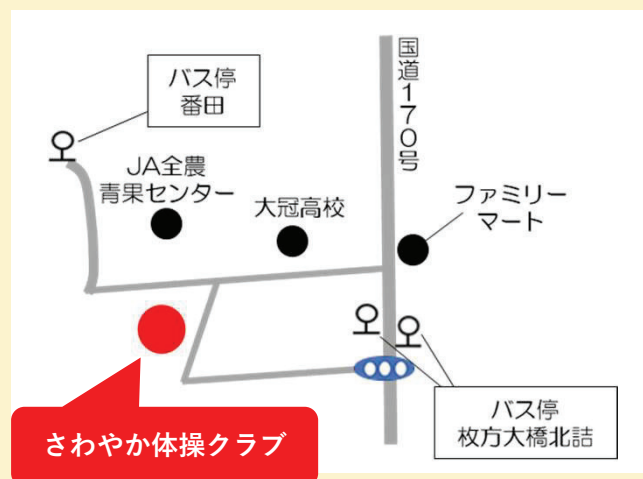 バス停
番田
国道170号
JA全農
青果センター
大冠高校
ファミリー
マート
さわやか体操クラブ
バス停
枚方大橋北詰